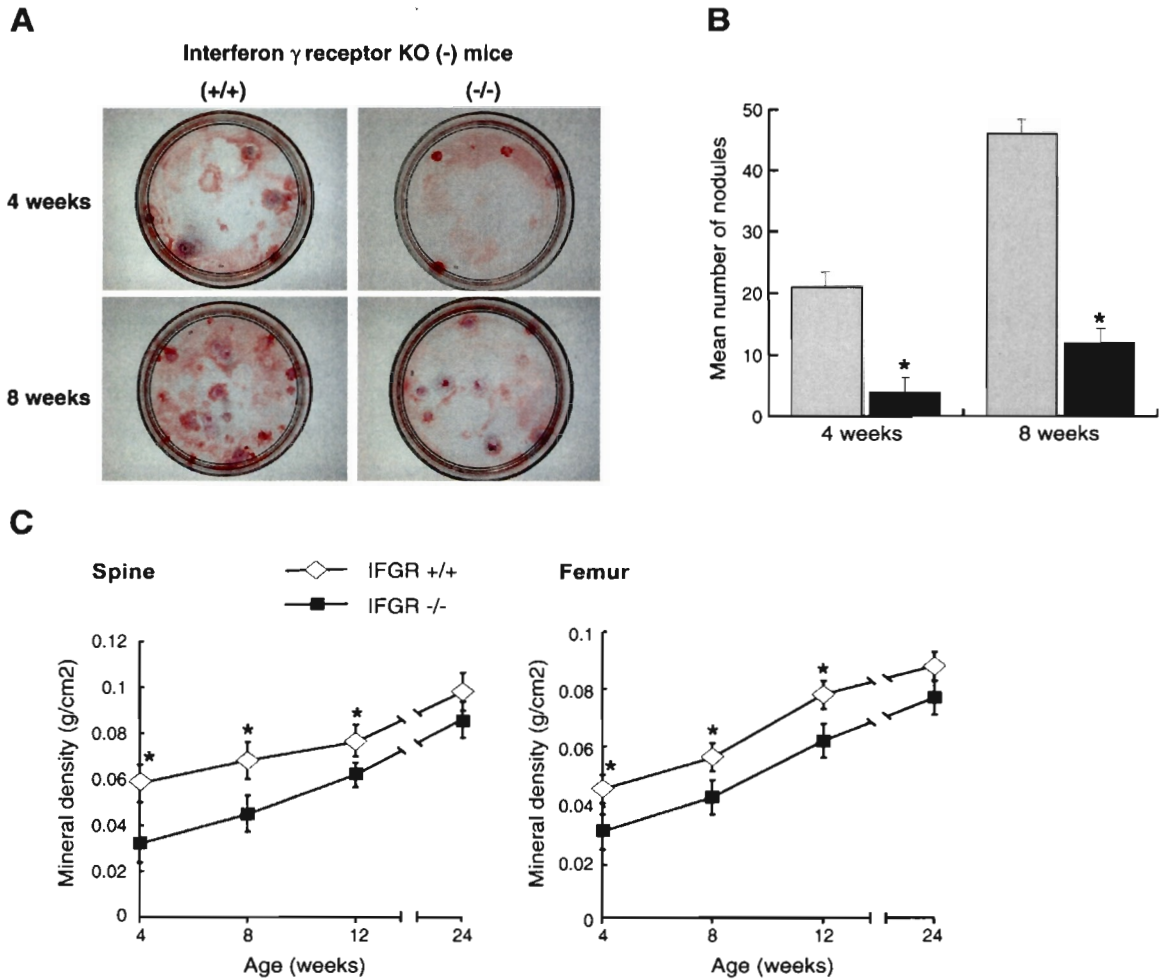 A
Interferon γ receptor KO (-) mice
(+/+) (-/-)
4 weeks
8 weeks
B
Mean number of nodules
50
40
30
20
10
0
* *
4 weeks 8 weeks
C
Spine
IFGR +/+
IFGR -/-
Mineral density (g/cm2)
0.12
0.1
0.08
0.06
0.04
0.02
0
* * *
4 8 12 24
Age (weeks)
Femur
Mineral density (g/cm2)
0.1
0.08
0.06
0.04
0.02
0
* * *
4 8 12 24
Age (weeks)